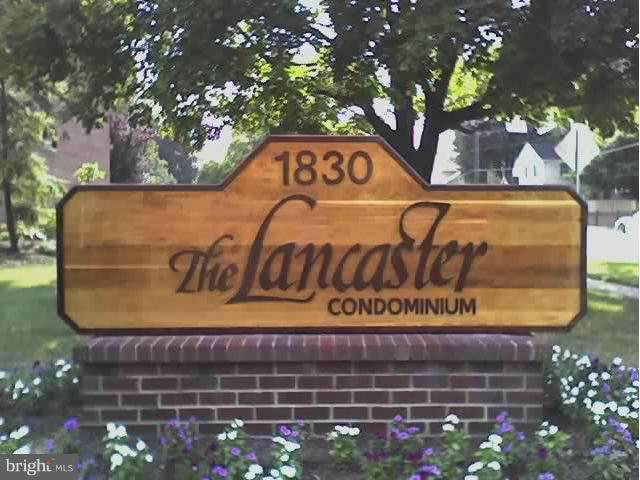 1830
The Lancaster
CONDOMINIUM
bright MLS